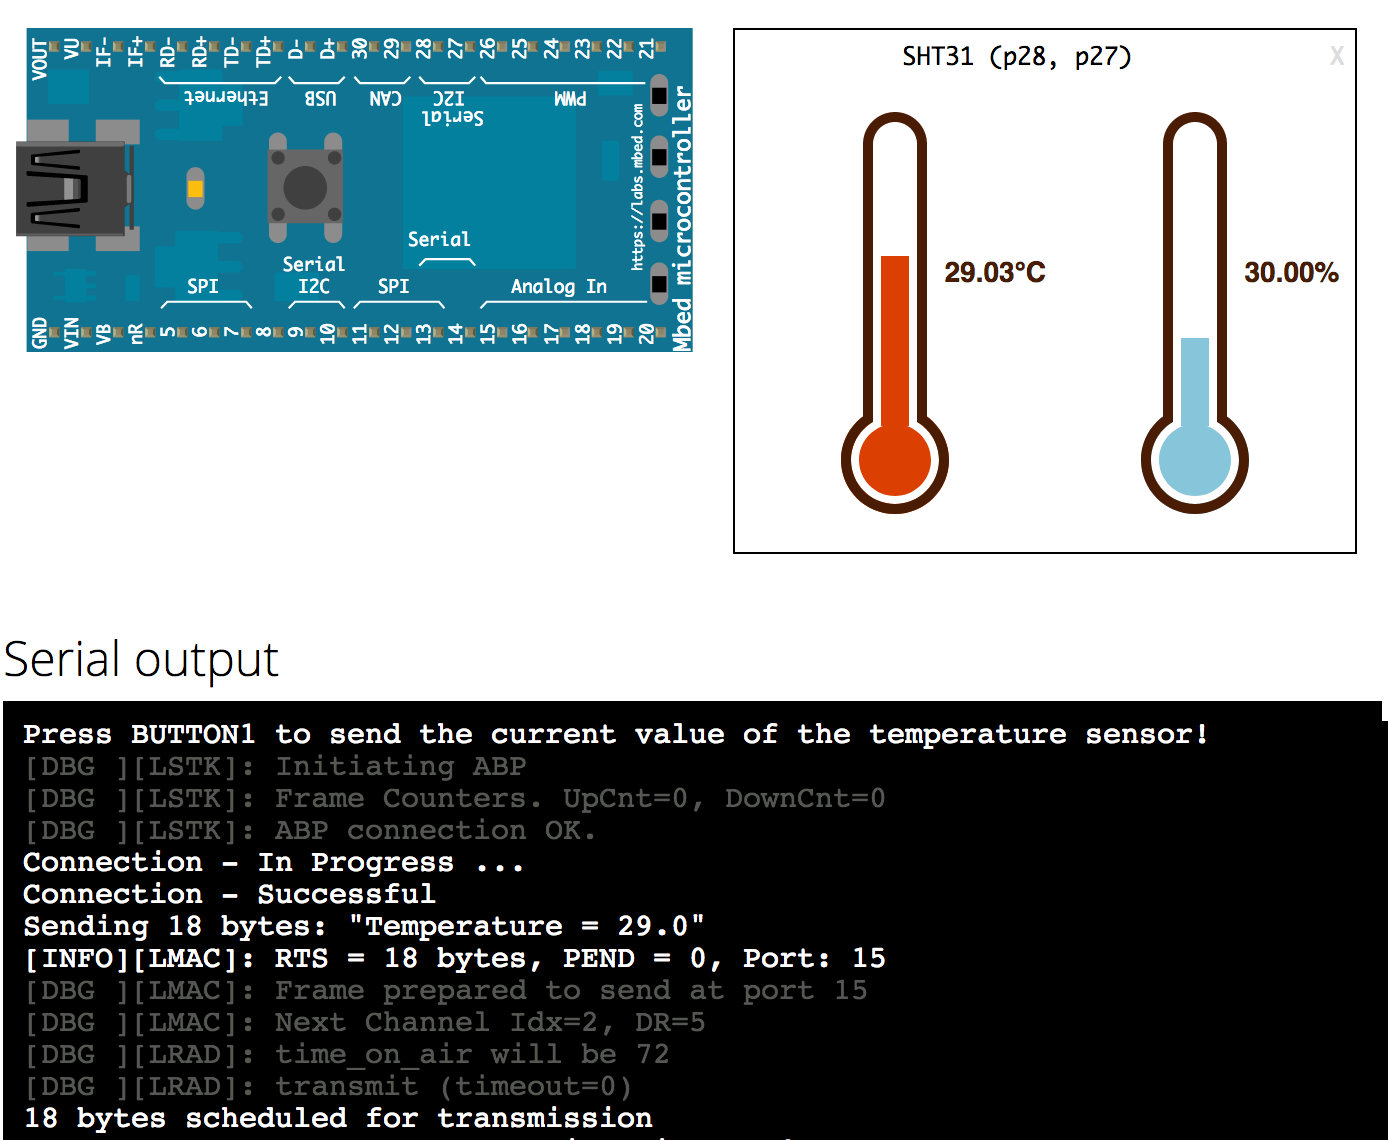 VOUT VU IF- IF+ RD- RD+ TD- TD+ D- D+ 30 29 28 27 26 25 24 23 22 21
Ethernet USB CAN I2C PWM
Serial
https://labs.mbed.com
Mbed microcontroller
Serial
Serial
SPI I2C SPI Analog In
GND VIN VB nR 5 6 7 8 9 10 11 12 13 14 15 16 17 18 19 20
SHT31 (p28, p27) X
29.03°C 30.00%
Serial output
Press BUTTON1 to send the current value of the temperature sensor!
[DBG ][LSTK]: Initiating ABP
[DBG ][LSTK]: Frame Counters. UpCnt=0, DownCnt=0
[DBG ][LSTK]: ABP connection OK.
Connection - In Progress ...
Connection - Successful
Sending 18 bytes: "Temperature = 29.0"
[INFO][LMAC]: RTS = 18 bytes, PEND = 0, Port: 15
[DBG ][LMAC]: Frame prepared to send at port 15
[DBG ][LMAC]: Next Channel Idx=2, DR=5
[DBG ][LRAD]: time_on_air will be 72
[DBG ][LRAD]: transmit (timeout=0)
18 bytes scheduled for transmission